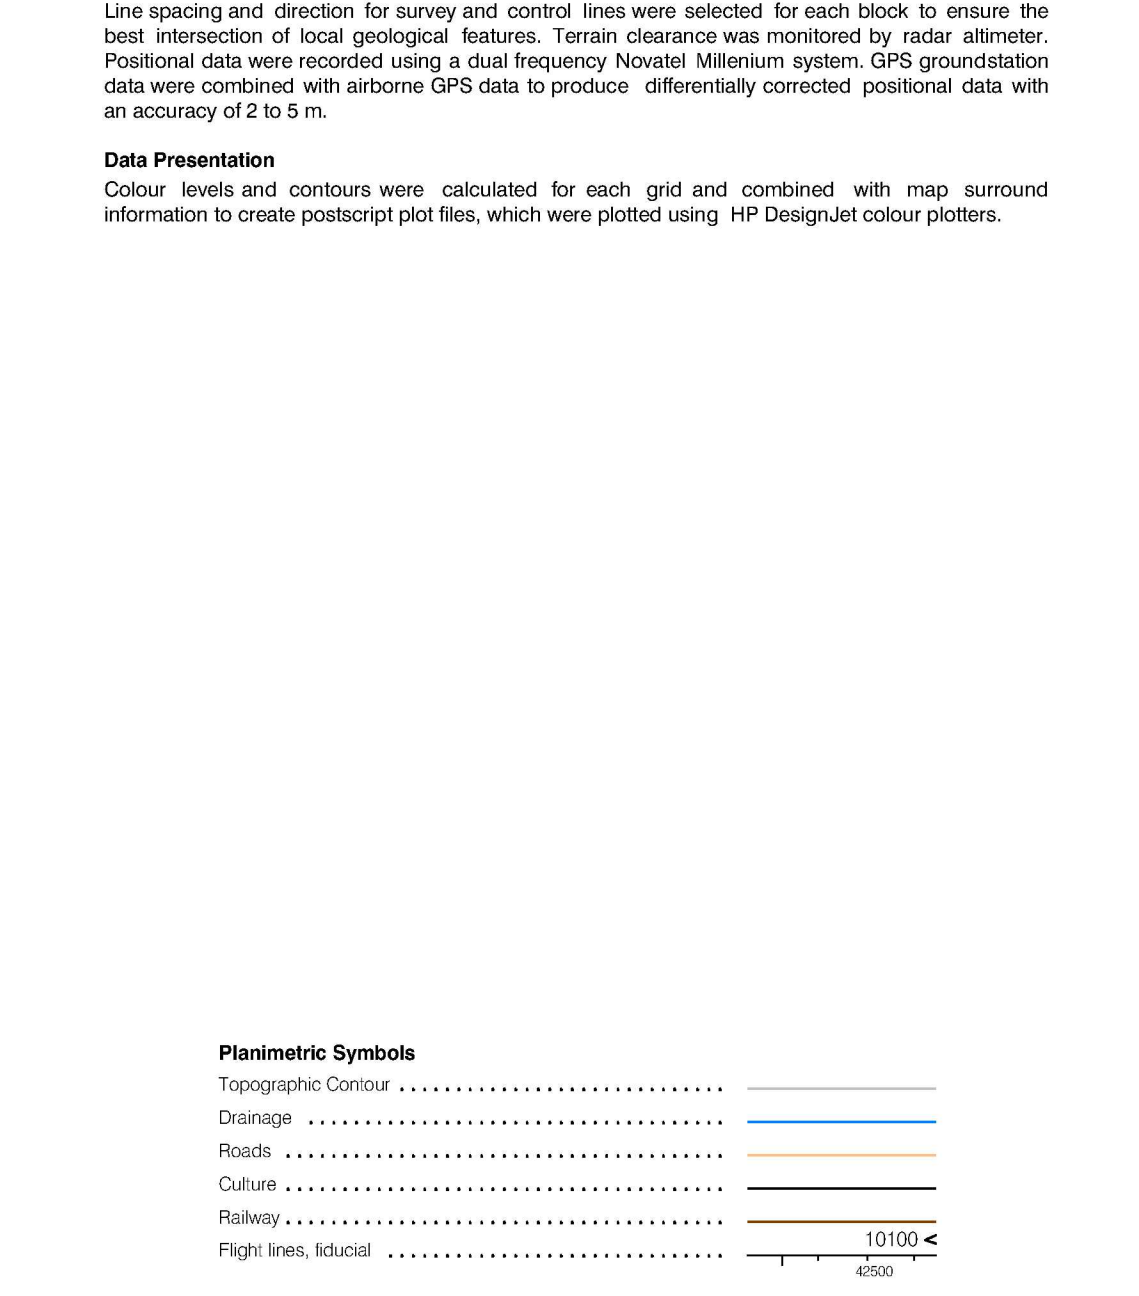 Line spacing and direction for survey and control lines were selected for each block to ensure the
best intersection of local geological features. Terrain clearance was monitored by radar altimeter.
Positional data were recorded using a dual frequency Novatel Millenium system. GPS groundstation
data were combined with airborne GPS data to produce differentially corrected positional data with
an accuracy of 2 to 5 m.
Data Presentation
Colour levels and contours were calculated for each grid and combined with map surround
information to create postscript plot files, which were plotted using HP DesignJet colour plotters.
Planimetric Symbols
Topographic Contour .............................
Drainage .....................................
Roads .......................................
Culture .......................................
Railway .......................................
10100 <
Flight lines, fiducial ..............................
42500